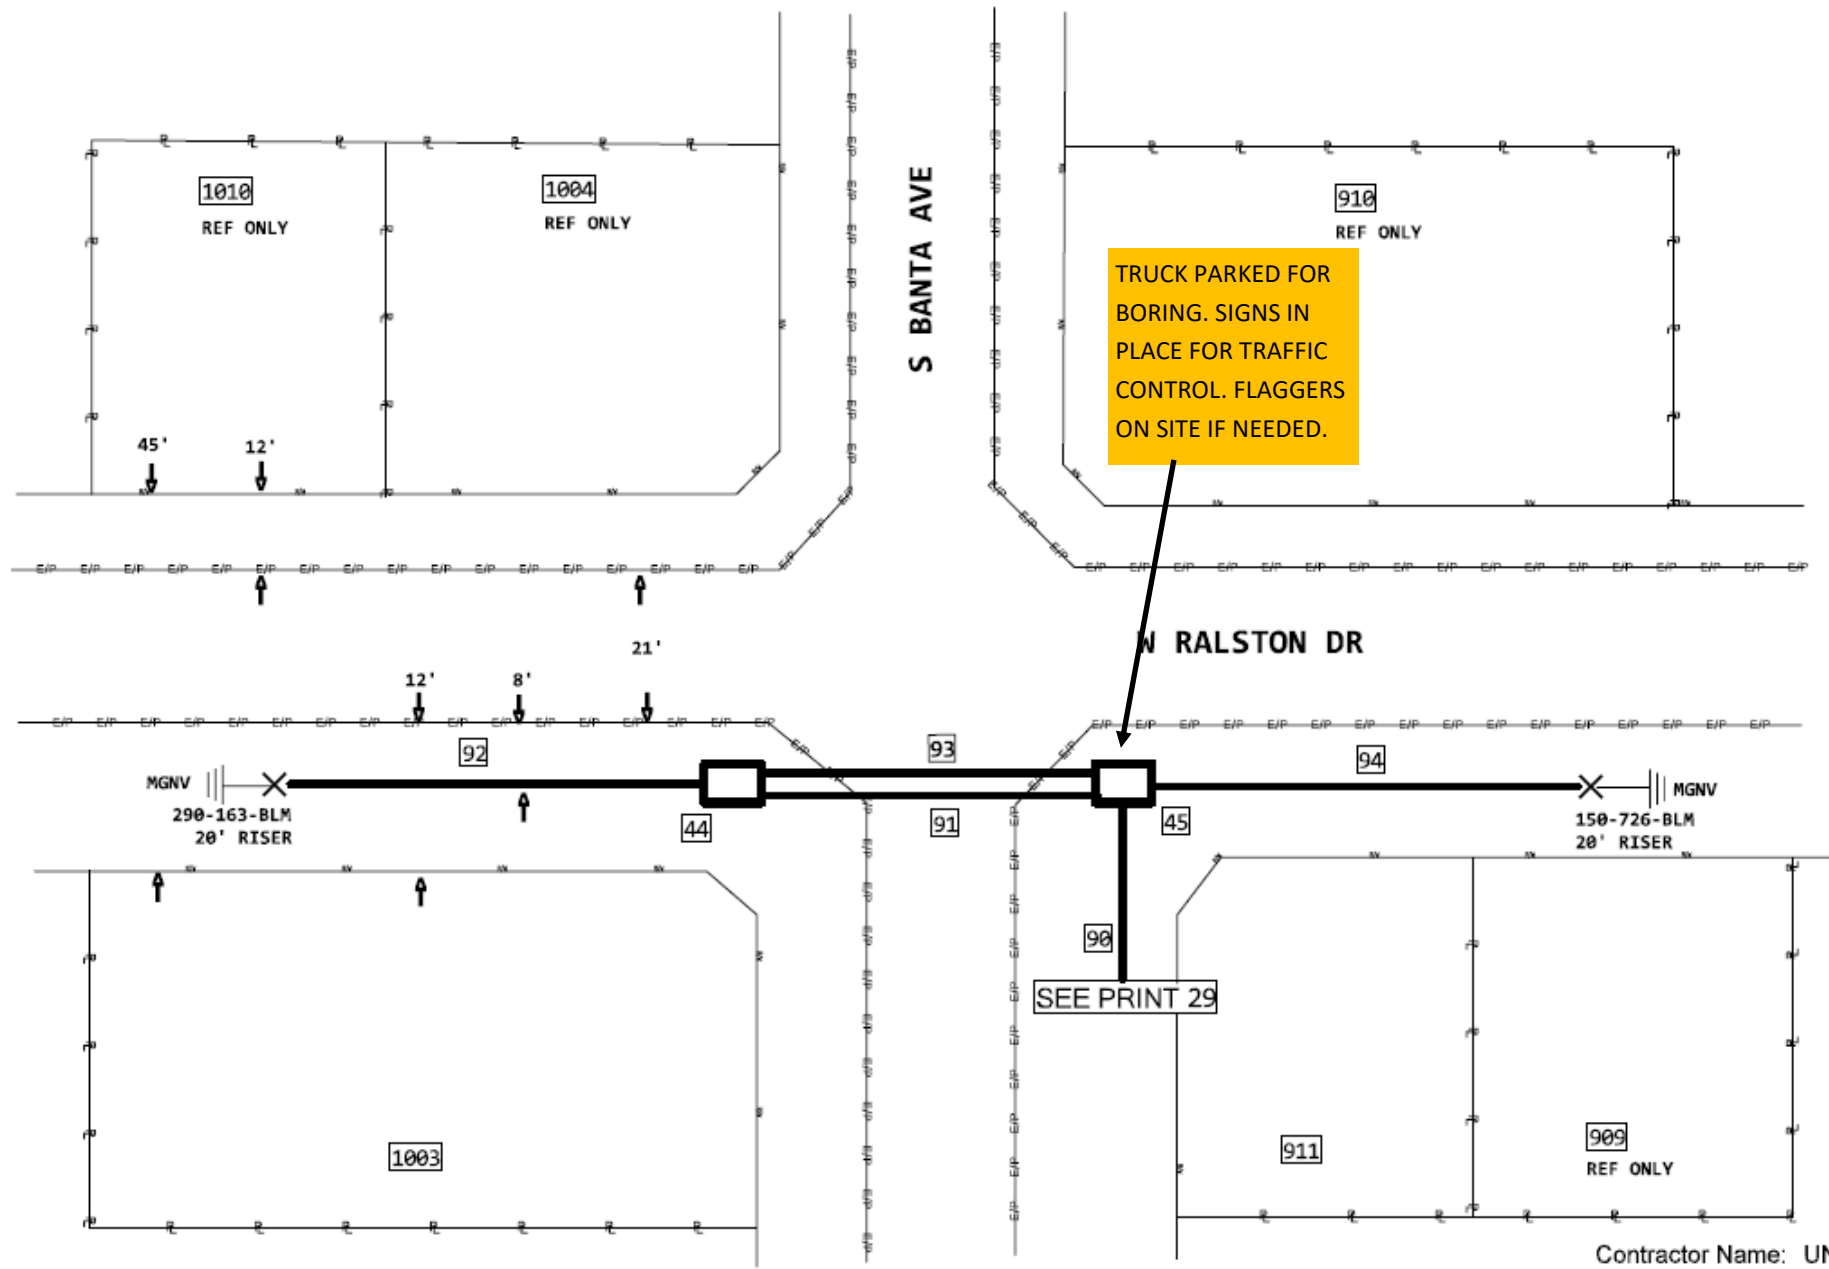 1010
REF ONLY
1004
REF ONLY
S BANTA AVE
910
REF ONLY
TRUCK PARKED FOR
BORING. SIGNS IN
PLACE FOR TRAFFIC
CONTROL. FLAGGERS
ON SITE IF NEEDED.
45'
12'
W RALSTON DR
21'
12'
8'
92
93
94
MGNV
290-163-BLM
20' RISER
44
91
45
MGNV
150-726-BLM
20' RISER
90
SEE PRINT 29
1003
911
909
REF ONLY
Contractor Name: